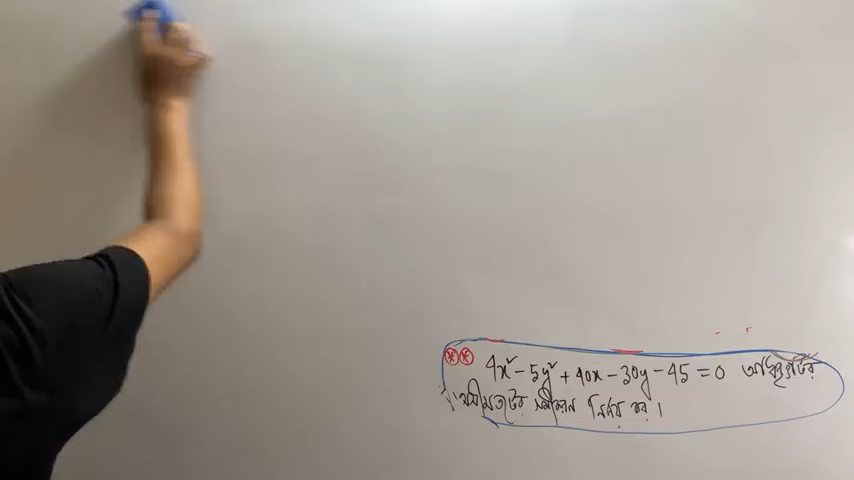 4x² - 5y² + 40x - 30y - 45 = 0 অধিবৃত্তটির
অসীমতটের সমীকরণ নির্ণয় কর।